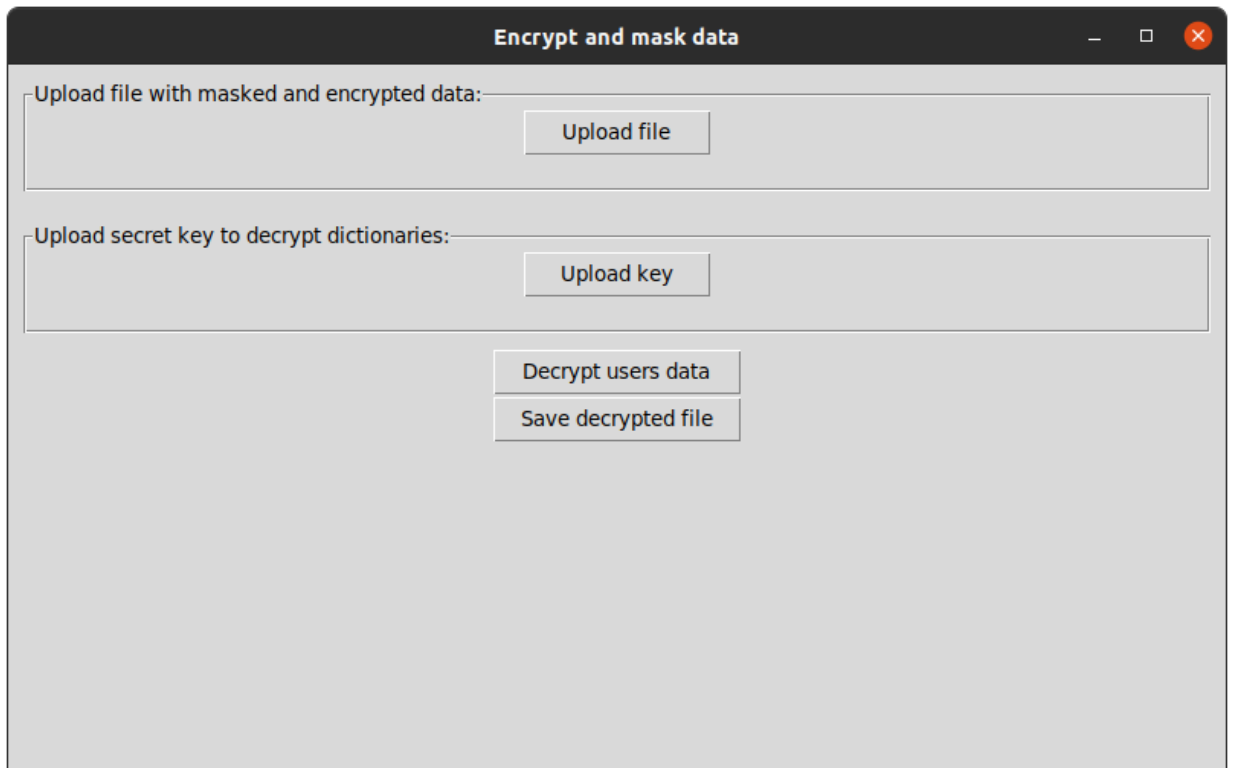 Encrypt and mask data
Upload file with masked and encrypted data:
Upload file
Upload secret key to decrypt dictionaries:
Upload key
Decrypt users data
Save decrypted file